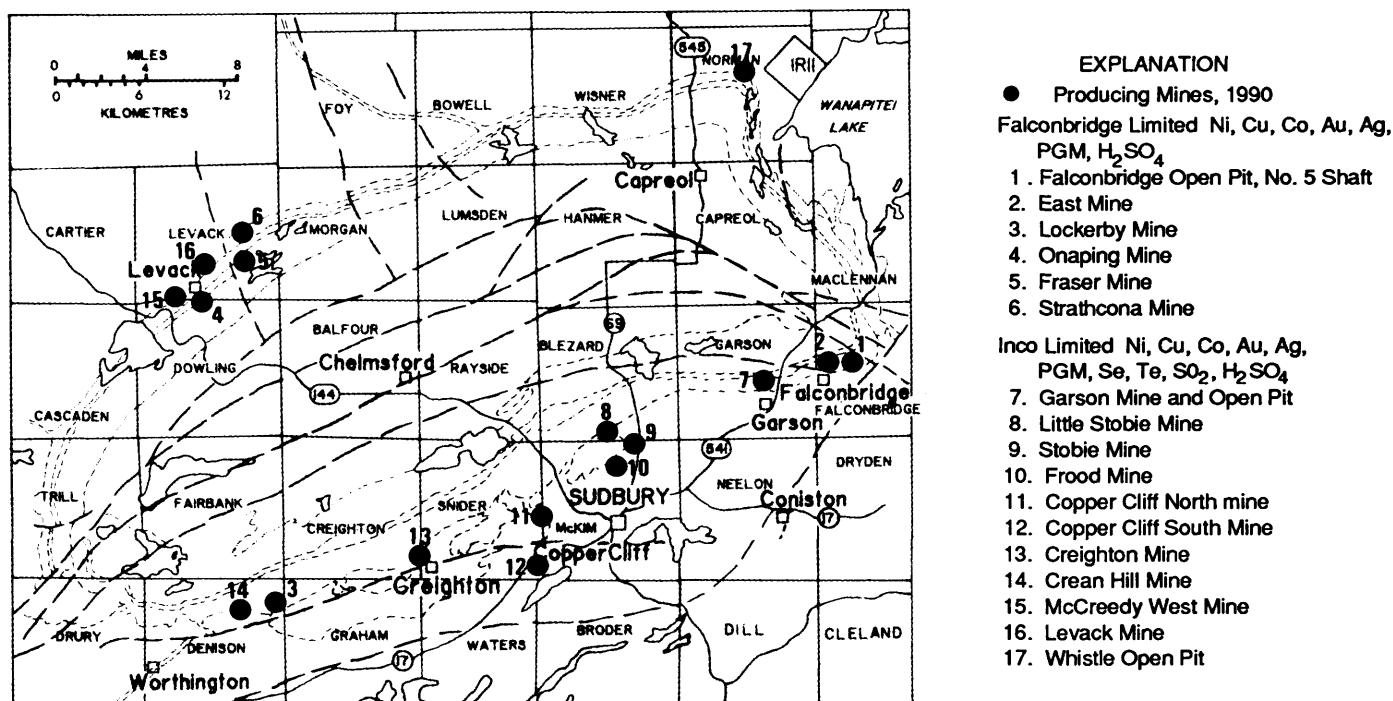 MILES
0 4 8
0 12
KILOMETRES
545
17
NORMAN
IRII
FOY
BOWELL
WISNER
WANAPITEI
LAKE
Capreol
CARTIER
LEVACK
6
MORGAN
LUMSDEN
HANMER
CAPREOL
16
Levack
5
15
4
MACLENNAN
BALFOUR
69
BLEZARD
GARSON
2 1
DOWLING
Chelmsford
RAYSIDE
7
Falconbridge
144
FALCONBRIDGE
CASCADEN
Garson
8
9
541
10
DRYDEN
TRILL
FAIRBANK
SNIDER
SUDBURY
NEELON
Coniston
CREIGHTON
11
McKIM
17
13
Copper Cliff
12
Creighton
14 3
DRURY
DENISON
GRAHAM
WATERS
BRODER
DILL
CLELAND
17
Worthington
EXPLANATION
Producing Mines, 1990
Falconbridge Limited Ni, Cu, Co, Au, Ag,
PGM, H2SO4
1 . Falconbridge Open Pit, No. 5 Shaft
2. East Mine
3. Lockerby Mine
4. Onaping Mine
5. Fraser Mine
6. Strathcona Mine
Inco Limited Ni, Cu, Co, Au, Ag,
PGM, Se, Te, S02, H2SO4
7. Garson Mine and Open Pit
8. Little Stobie Mine
9. Stobie Mine
10. Frood Mine
11. Copper Cliff North mine
12. Copper Cliff South Mine
13. Creighton Mine
14. Crean Hill Mine
15. McCreedy West Mine
16. Levack Mine
17. Whistle Open Pit